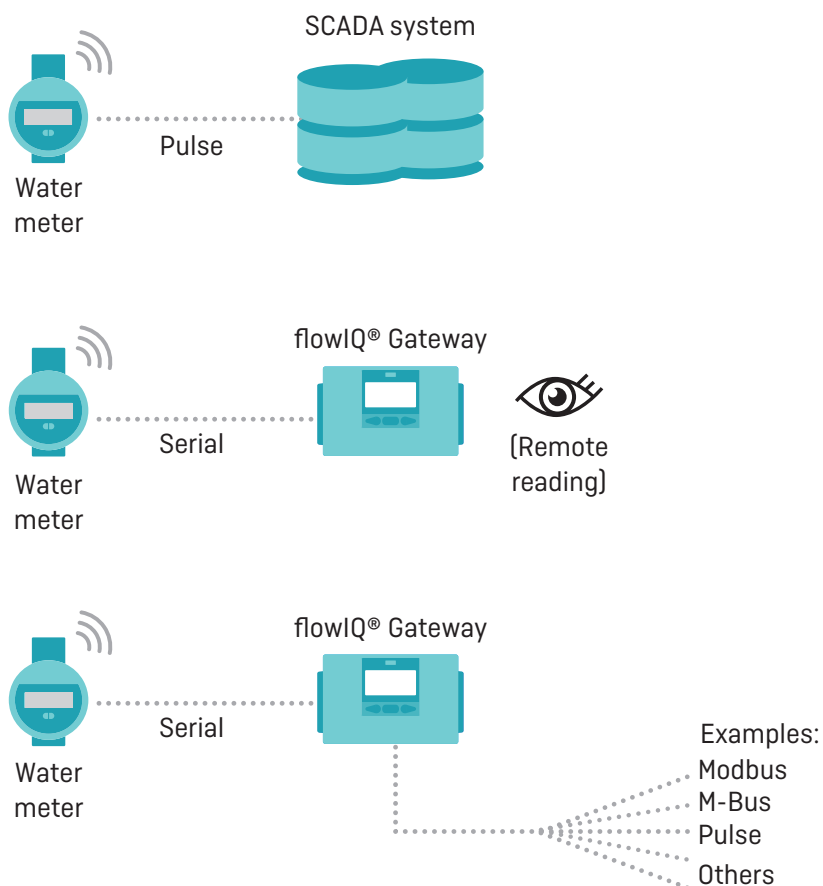 SCADA system
Pulse
Water
meter
flowIQ® Gateway
Serial
(Remote
reading)
Water
meter
flowIQ® Gateway
Serial
Water
meter
Examples:
Modbus
M-Bus
Pulse
Others